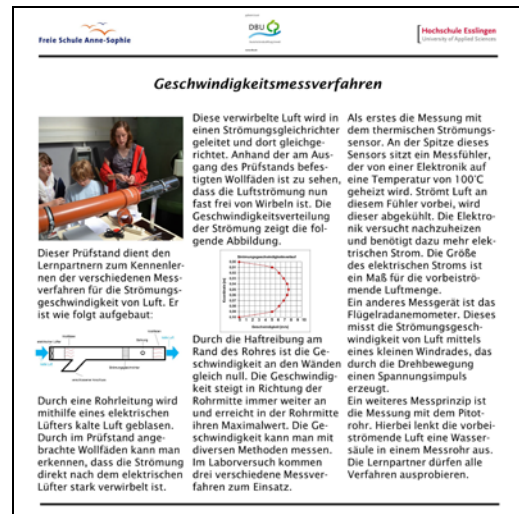 Freie Schule Anne-Sophie
DBU
Hochschule Esslingen
University of Applied Sciences
Geschwindigkeitsmessverfahren
Dieser Prüfstand dient den
Lernpartnern zum Kennenler-
nen der verschiedenen Mess-
verfahren für die Strömungs-
geschwindigkeit von Luft. Er
ist wie folgt aufgebaut:
Durch eine Rohrleitung wird
mithilfe eines elektrischen
Lüfters kalte Luft geblasen.
Durch im Prüfstand ange-
brachte Wollfäden kann man
erkennen, dass die Strömung
direkt nach dem elektrischen
Lüfter stark verwirbelt ist.
Diese verwirbelte Luft wird in
einen Strömungsgleichrichter
geleitet und dort gleichge-
richtet. Anhand der am Aus-
gang des Prüfstands befes-
tigten Wollfäden ist zu sehen,
dass die Luftströmung nun
fast frei von Wirbeln ist. Die
Geschwindigkeitsverteilung
der Strömung zeigt die fol-
gende Abbildung.
Strömungsgeschwindigkeitsverlauf
Geschwindigkeit [m/s]
Durch die Haftreibung am
Rand des Rohres ist die Ge-
schwindigkeit an den Wänden
gleich null. Die Geschwindig-
keit steigt in Richtung der
Rohrmitte immer weiter an
und erreicht in der Rohrmitte
ihren Maximalwert. Die Ge-
schwindigkeit kann man mit
diversen Methoden messen.
Im Laborversuch kommen
drei verschiedene Messver-
fahren zum Einsatz.
Als erstes die Messung mit
dem thermischen Strömungs-
sensor. An der Spitze dieses
Sensors sitzt ein Messfühler,
der von einer Elektronik auf
eine Temperatur von 100°C
geheizt wird. Strömt Luft an
diesem Fühler vorbei, wird
dieser abgekühlt. Die Elektro-
nik versucht nachzuheizen
und benötigt dazu mehr elek-
trischen Strom. Die Größe
des elektrischen Stroms ist
ein Maß für die vorbeiströ-
mende Luftmenge.
Ein anderes Messgerät ist das
Flügelradanemometer. Dieses
misst die Strömungsgesch-
windigkeit von Luft mittels
eines kleinen Windrades, das
durch die Drehbewegung
einen Spannungsimpuls
erzeugt.
Ein weiteres Messprinzip ist
die Messung mit dem Pitot-
rohr. Hierbei lenkt die vorbei-
strömende Luft eine Wasser-
säule in einem Messrohr aus.
Die Lernpartner dürfen alle
Verfahren ausprobieren.